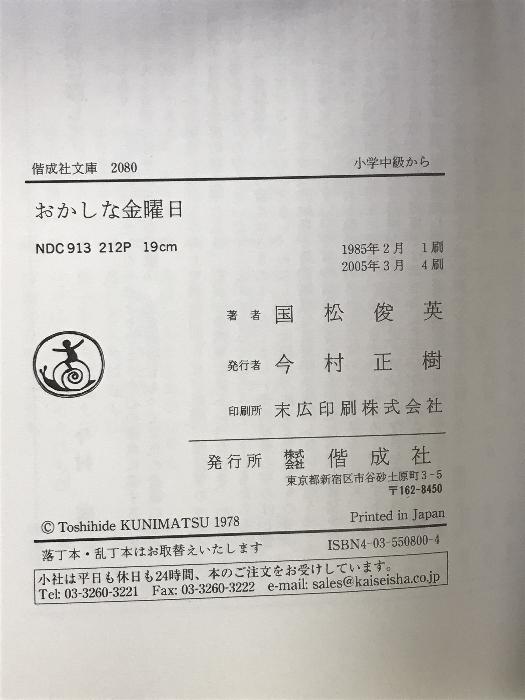 偕成社文庫 2080 小学中級から
おかしな金曜日
NDC913 212P 19cm
1985年2月 1刷
2005年3月 4刷
著者 国松俊英
発行者 今村正樹
印刷所 末広印刷株式会社
発行所 株式会社 偕成社
東京都新宿区市谷砂土原町3-5
〒162-8450
© Toshihide KUNIMATSU 1978 Printed in Japan
落丁本・乱丁本はお取替えいたします ISBN4-03-550800-4
小社は平日も休日も24時間、本のご注文をお受けしています。
Tel: 03-3260-3221 Fax: 03-3260-3222 e-mail: sales@kaiseisha.co.jp